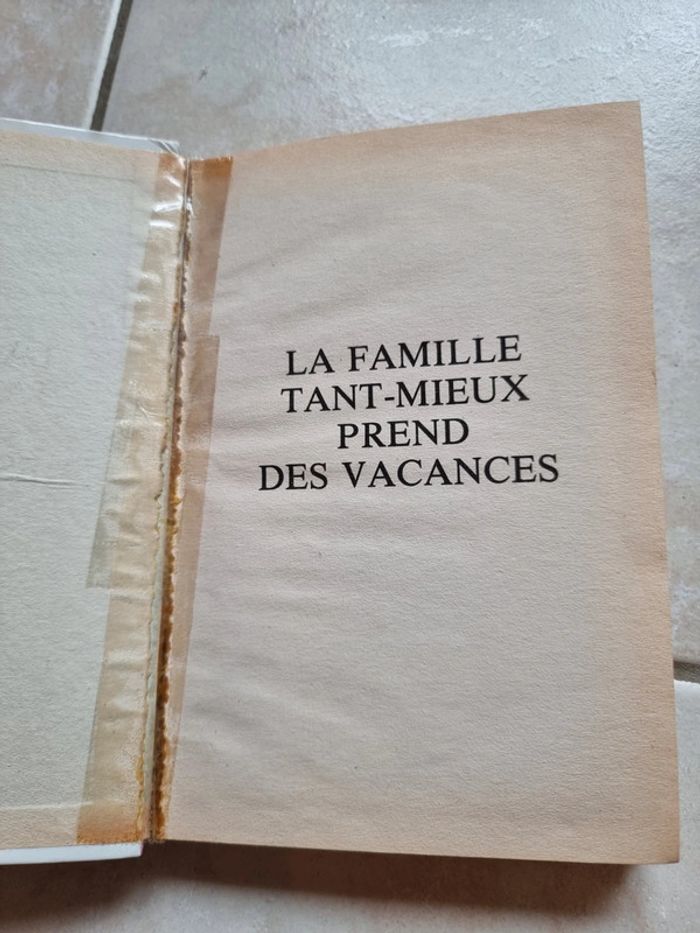 LA FAMILLE
TANT-MIEUX
PREND
DES VACANCES